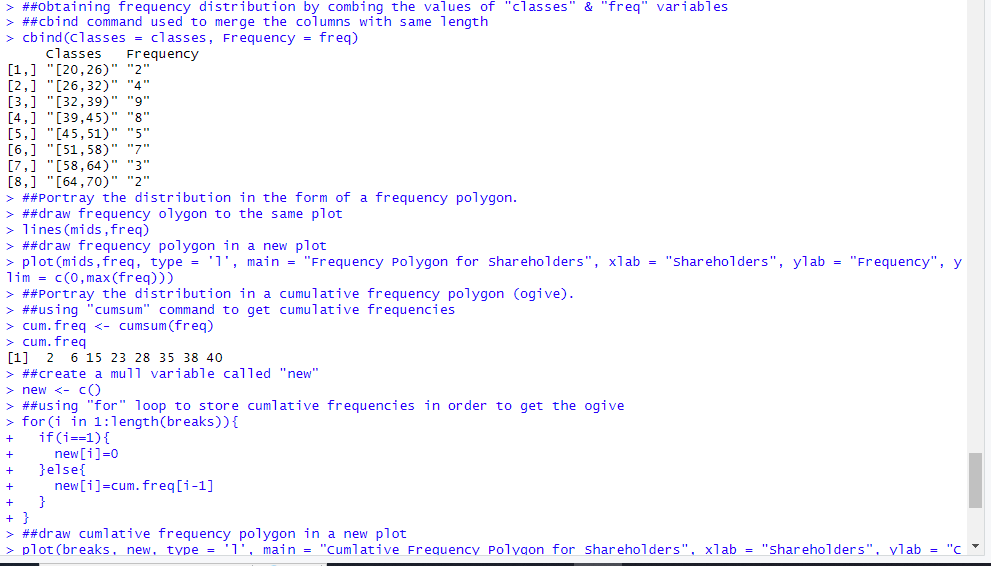 > ##Obtaining frequency distribution by combing the values of "classes" & "freq" variables
> ##cbind command used to merge the columns with same length
> cbind(Classes = classes, Frequency = freq)
     Classes   Frequency
[1,] "[20,26)" "2"
[2,] "[26,32)" "4"
[3,] "[32,39)" "9"
[4,] "[39,45)" "8"
[5,] "[45,51)" "5"
[6,] "[51,58)" "7"
[7,] "[58,64)" "3"
[8,] "[64,70)" "2"
> ##Portray the distribution in the form of a frequency polygon.
> ##draw frequency olygon to the same plot
> lines(mids,freq)
> ##draw frequency polygon in a new plot
> plot(mids,freq, type = 'l', main = "Frequency Polygon for Shareholders", xlab = "Shareholders", ylab = "Frequency", y
lim = c(0,max(freq)))
> ##Portray the distribution in a cumulative frequency polygon (ogive).
> ##using "cumsum" command to get cumulative frequencies
> cum.freq <- cumsum(freq)
> cum.freq
[1]  2  6 15 23 28 35 38 40
> ##create a mull variable called "new"
> new <- c()
> ##using "for" loop to store cumlative frequencies in order to get the ogive
> for(i in 1:length(breaks)){
+   if(i==1){
+     new[i]=0
+   }else{
+     new[i]=cum.freq[i-1]
+   }
+ }
> ##draw cumlative frequency polygon in a new plot
> plot(breaks, new, type = 'l', main = "Cumlative Frequency Polygon for Shareholders", xlab = "Shareholders", ylab = "C